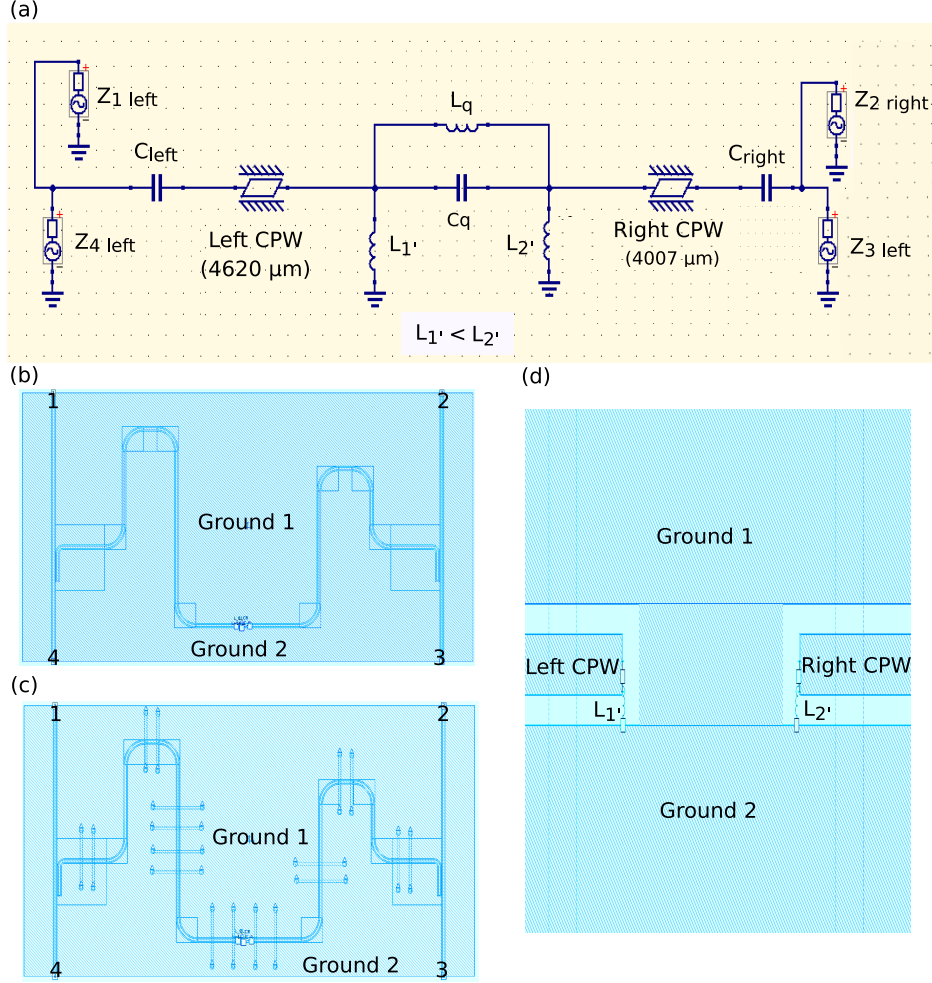 (a)
Z1 left
Lq
Z2 right
Cleft
Cright
Z4 left
Left CPW
(4620 μm)
L1'
Cq
L2'
Right CPW
(4007 μm)
Z3 left
L1' < L2'
(b)
1
2
Ground 1
Ground 2
4
3
(c)
1
2
Ground 1
Ground 2
4
3
(d)
Ground 1
Left CPW
Right CPW
L1'
L2'
Ground 2